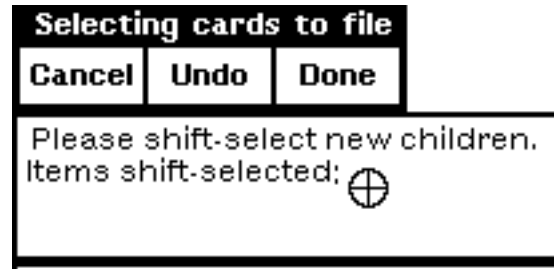 Selecting cards to file
Cancel Undo Done
Please shift-select new children.
Items shift-selected: